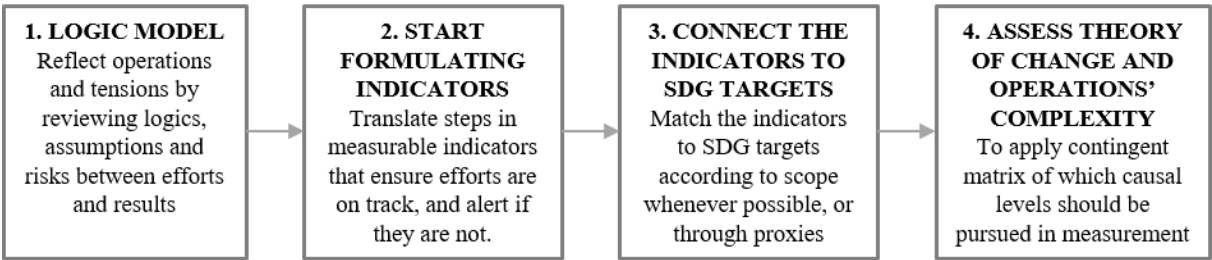 1. LOGIC MODEL
Reflect operations
and tensions by
reviewing logics,
assumptions and
risks between efforts
and results
2. START
FORMULATING
INDICATORS
Translate steps in
measurable indicators
that ensure efforts are
on track, and alert if
they are not.
3. CONNECT THE
INDICATORS TO
SDG TARGETS
Match the indicators
to SDG targets
according to scope
whenever possible, or
through proxies
4. ASSESS THEORY
OF CHANGE AND
OPERATIONS’
COMPLEXITY
To apply contingent
matrix of which causal
levels should be
pursued in measurement